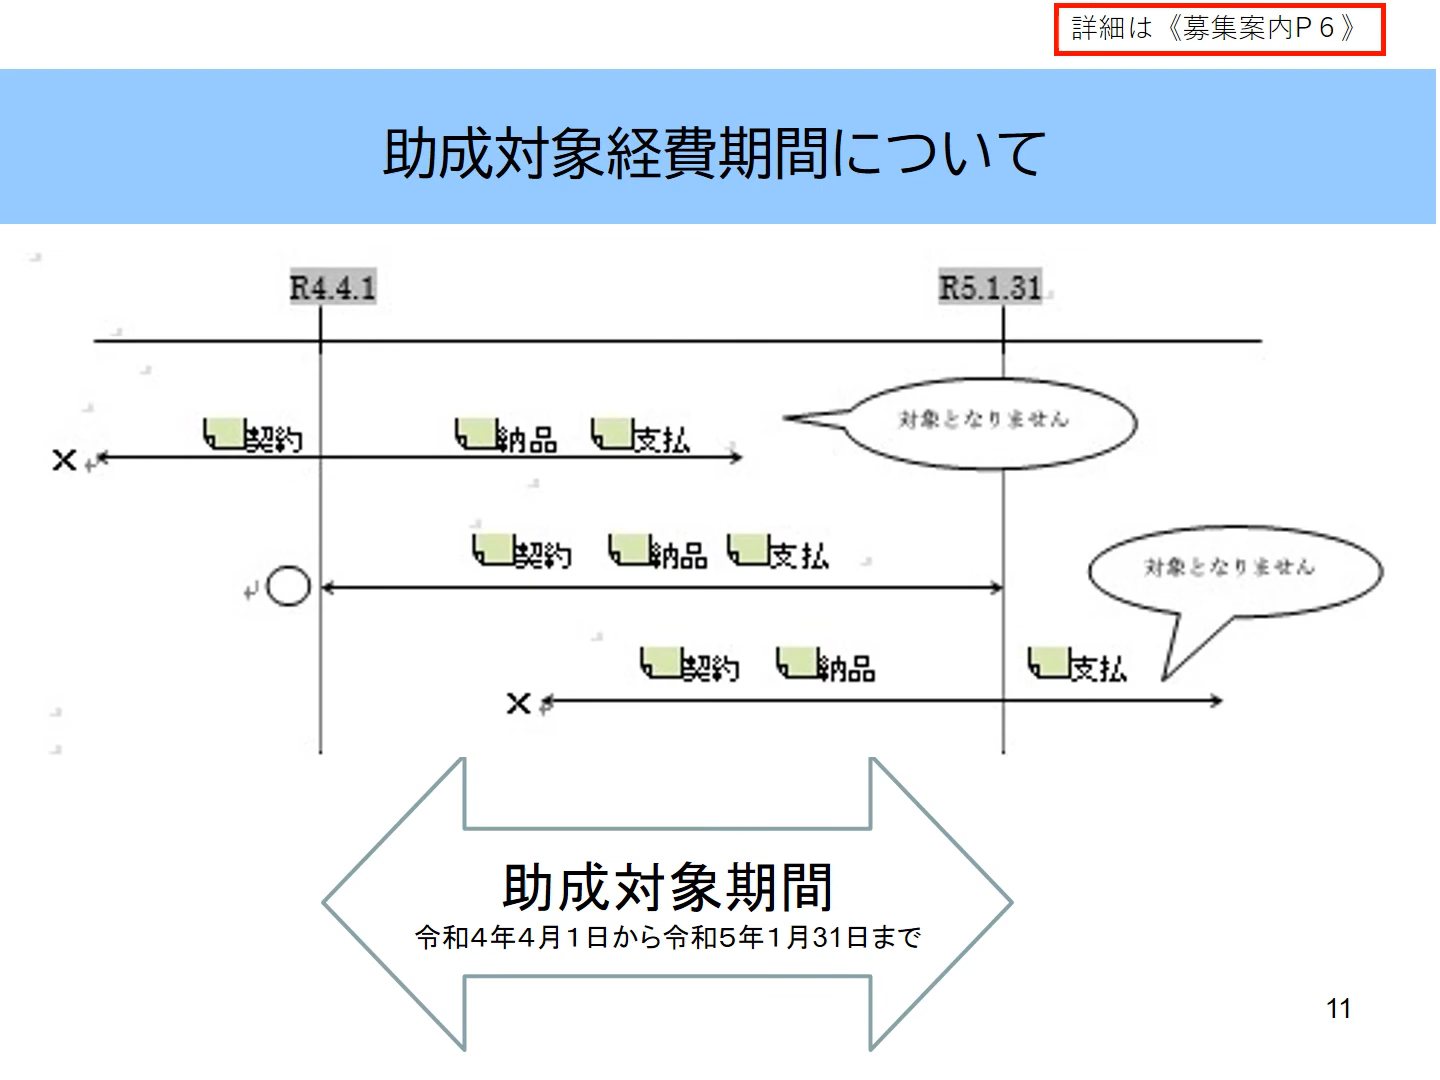 詳細は《募集案内P６》
助成対象経費期間について
R4.4.1
R5.1.31
対象となりません
契約 納品 支払
×
契約 納品 支払
○
対象となりません
契約 納品 支払
×
助成対象期間
令和４年４月１日から令和５年１月31日まで
11